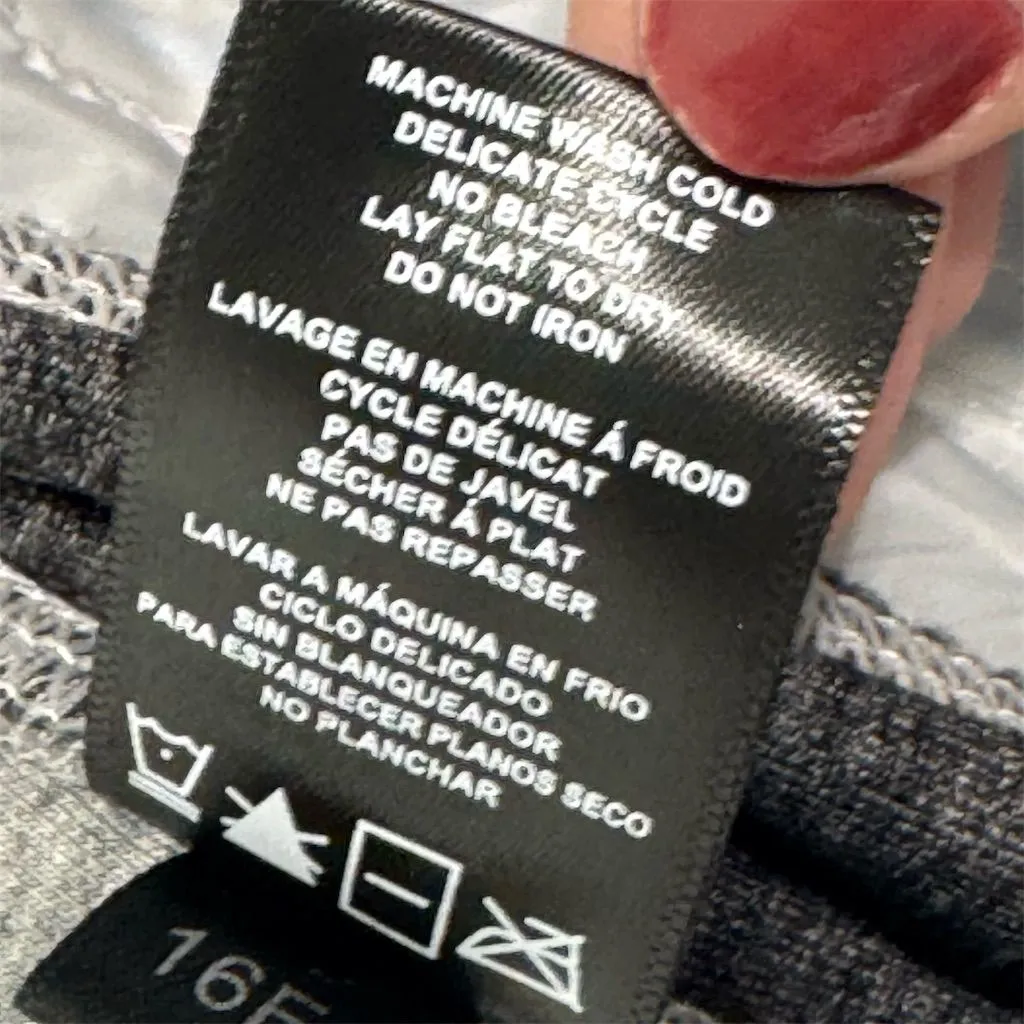 MACHINE WASH COLD
DELICATE CYCLE
NO BLEACH
LAY FLAT TO DRY
DO NOT IRON
LAVAGE EN MACHINE Á FROID
CYCLE DÉLICAT
PAS DE JAVEL
SÉCHER Á PLAT
NE PAS REPASSER
LAVAR A MÁQUINA EN FRIO
CICLO DELICADO
SIN BLANQUEADOR
PARA ESTABLECER PLANOS SECO
NO PLANCHAR